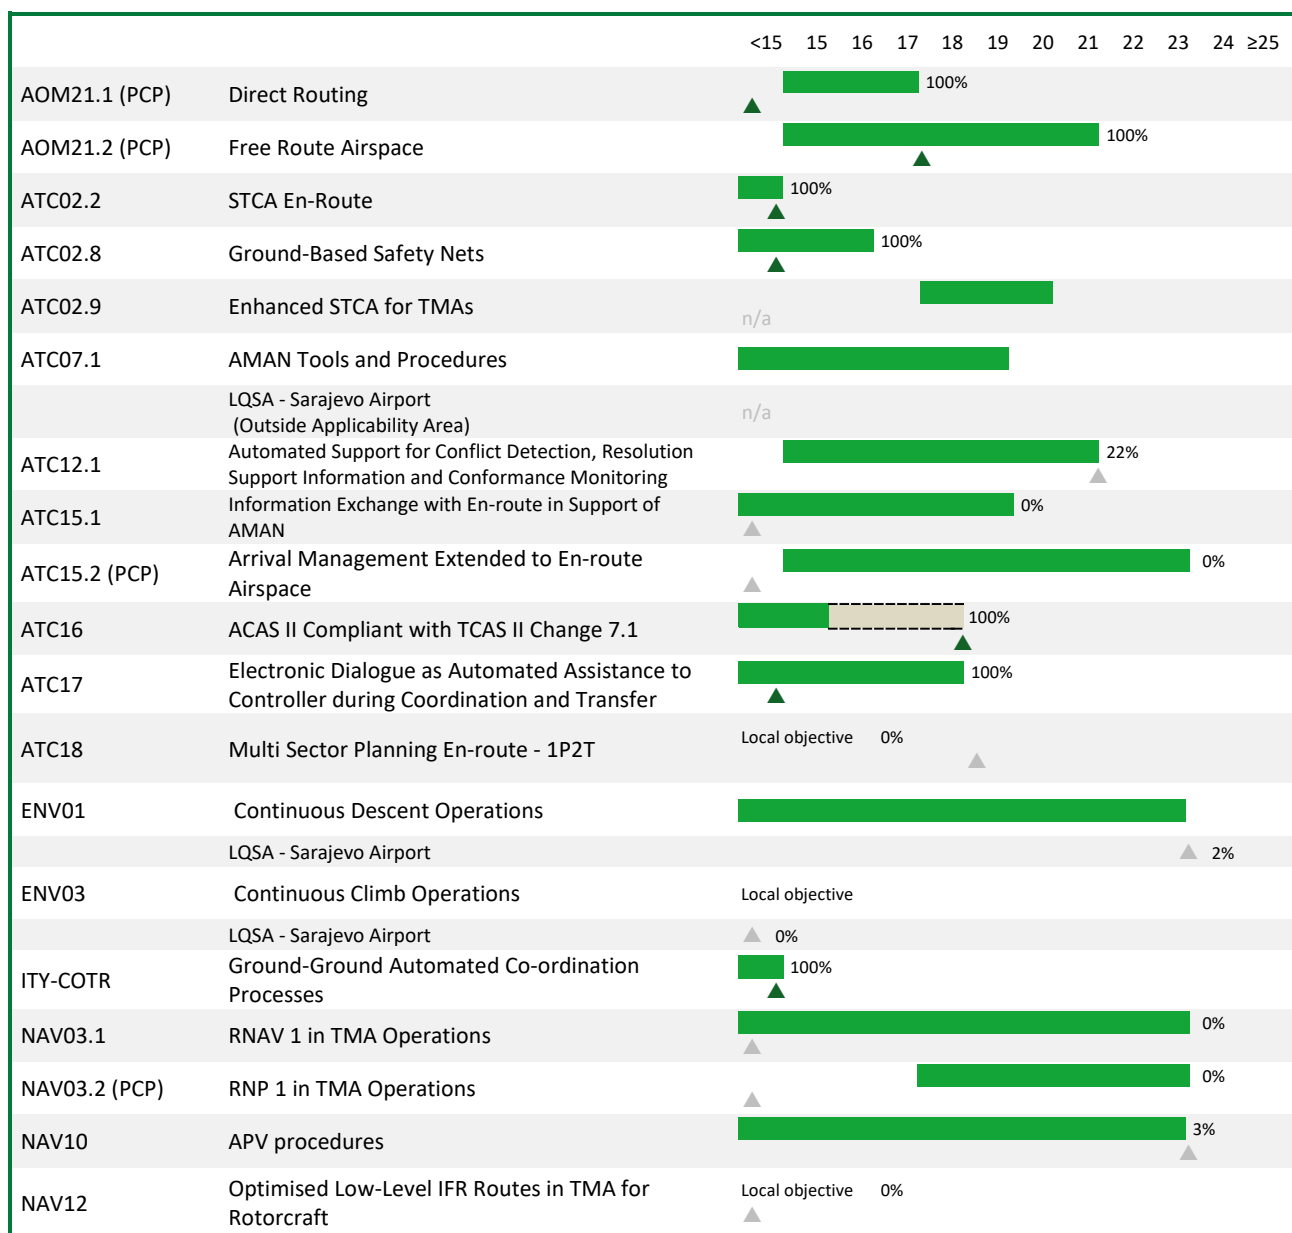 <15 15 16 17 18 19 20 21 22 23 24 ≥25
AOM21.1 (PCP) Direct Routing 100%
AOM21.2 (PCP) Free Route Airspace 100%
ATC02.2 STCA En-Route 100%
ATC02.8 Ground-Based Safety Nets 100%
ATC02.9 Enhanced STCA for TMAs n/a
ATC07.1 AMAN Tools and Procedures
LQSA - Sarajevo Airport
(Outside Applicability Area) n/a
ATC12.1 Automated Support for Conflict Detection, Resolution 22%
Support Information and Conformance Monitoring
ATC15.1 Information Exchange with En-route in Support of 0%
AMAN
ATC15.2 (PCP) Arrival Management Extended to En-route 0%
Airspace
ATC16 ACAS II Compliant with TCAS II Change 7.1 100%
ATC17 Electronic Dialogue as Automated Assistance to 100%
Controller during Coordination and Transfer
ATC18 Multi Sector Planning En-route - 1P2T Local objective 0%
ENV01 Continuous Descent Operations
LQSA - Sarajevo Airport 2%
ENV03 Continuous Climb Operations Local objective
LQSA - Sarajevo Airport 0%
ITY-COTR Ground-Ground Automated Co-ordination 100%
Processes
NAV03.1 RNAV 1 in TMA Operations 0%
NAV03.2 (PCP) RNP 1 in TMA Operations 0%
NAV10 APV procedures 3%
NAV12 Optimised Low-Level IFR Routes in TMA for Local objective 0%
Rotorcraft